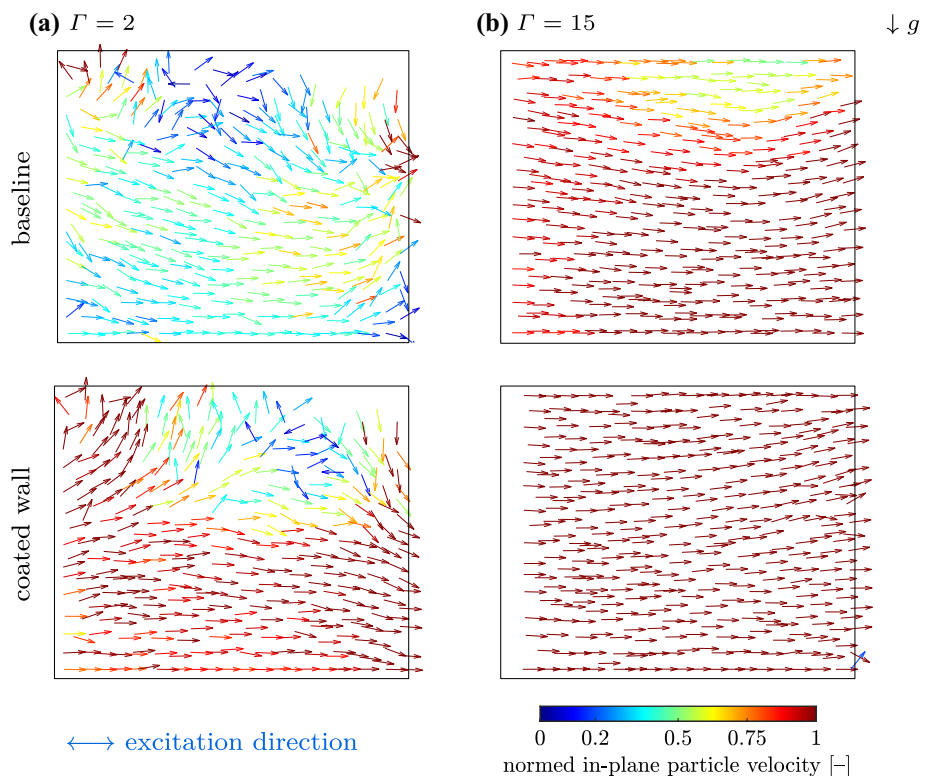 (a) Γ = 2
(b) Γ = 15
↓ g
baseline
coated wall
⟷ excitation direction
0 0.2 0.5 0.75 1
normed in-plane particle velocity [–]